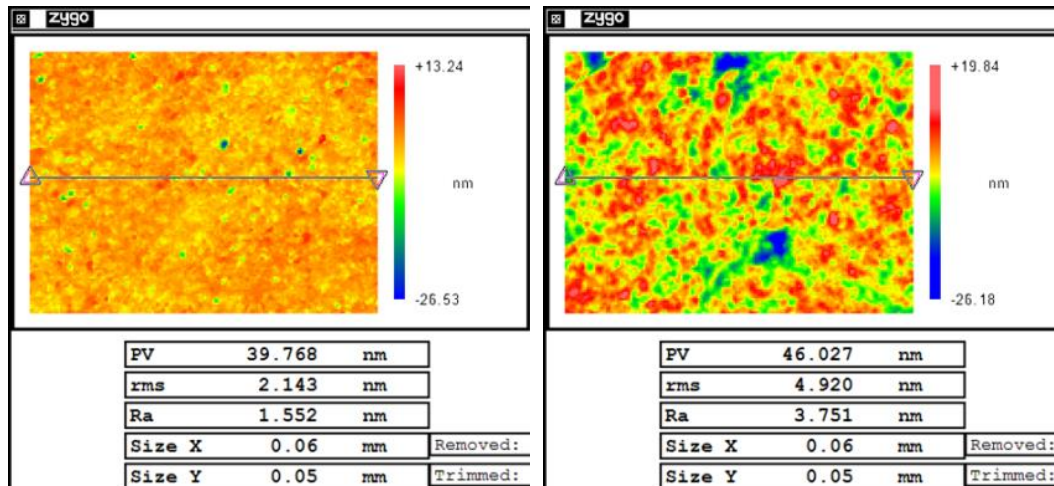 zygo
+13.24
nm
-26.53
PV 39.768 nm
rms 2.143 nm
Ra 1.552 nm
Size X 0.06 mm Removed:
Size Y 0.05 mm Trimmed:
zygo
+19.84
nm
-26.18
PV 46.027 nm
rms 4.920 nm
Ra 3.751 nm
Size X 0.06 mm Removed:
Size Y 0.05 mm Trimmed: